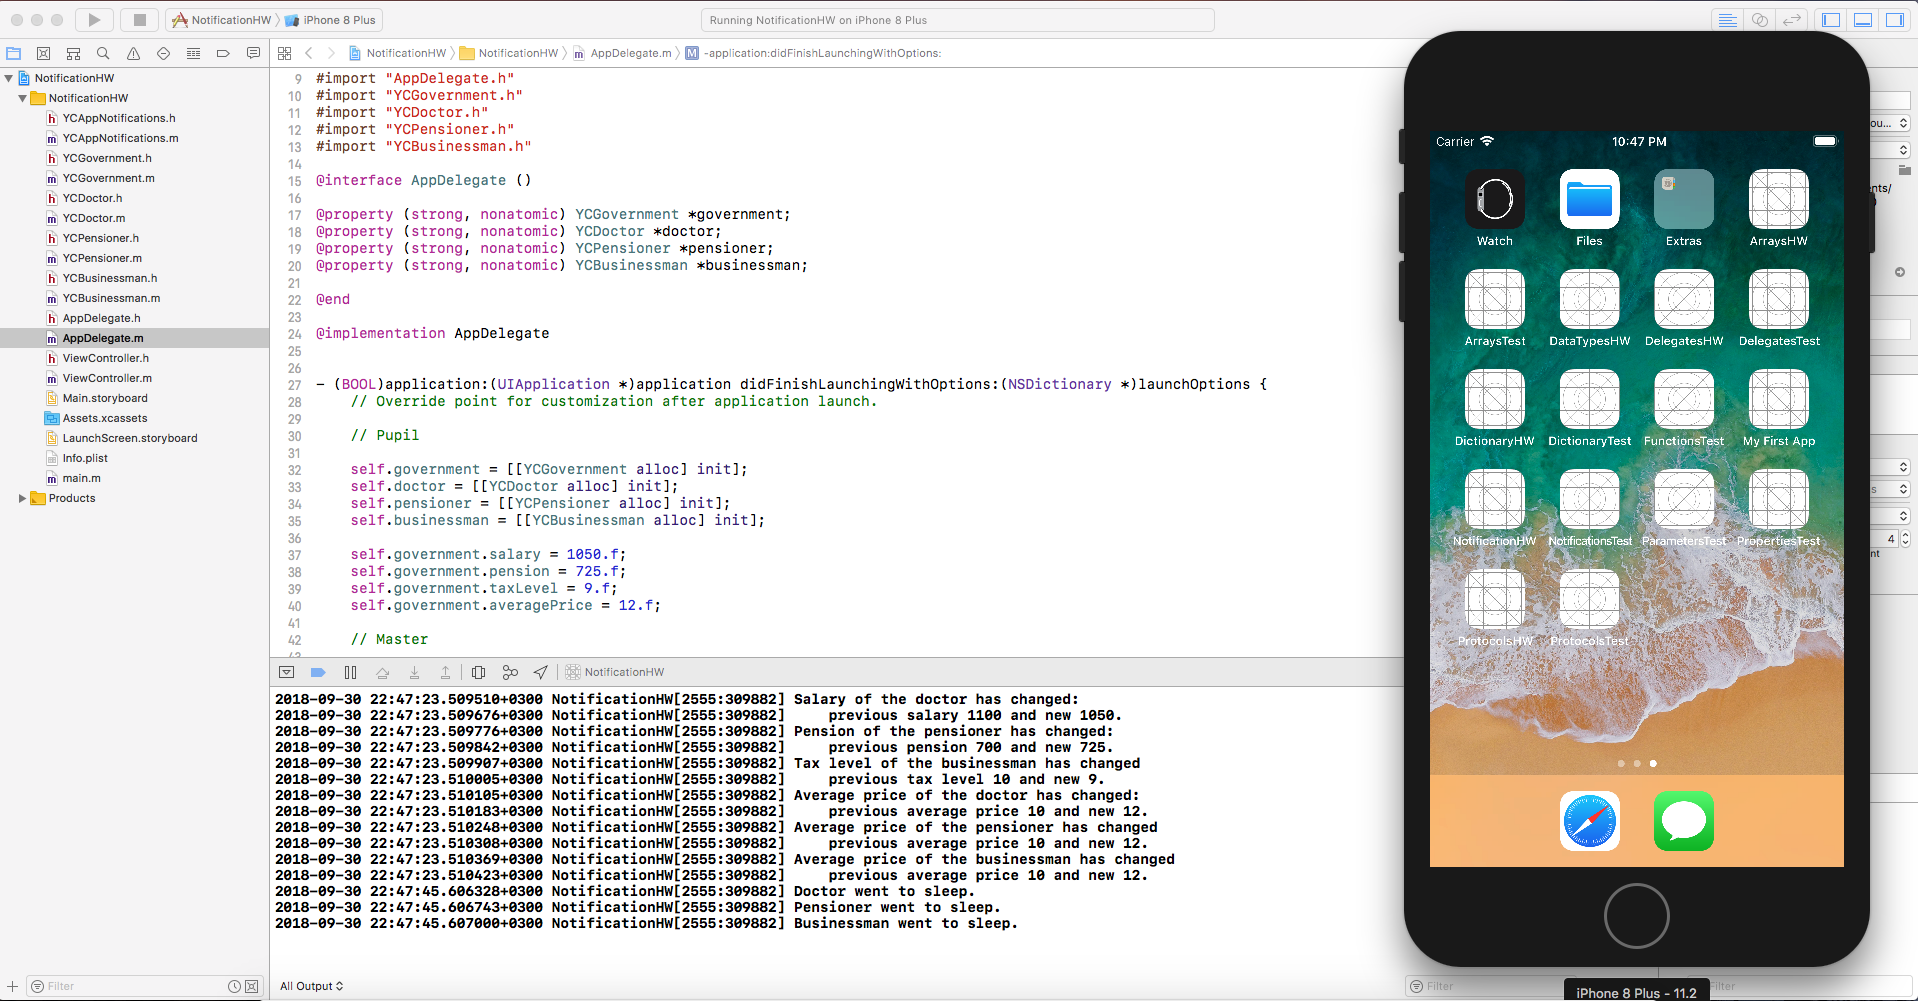 NotificationHW 〉 iPhone 8 Plus
Running NotificationHW on iPhone 8 Plus
NotificationHW 〉 NotificationHW 〉 AppDelegate.m 〉 M -application:didFinishLaunchingWithOptions:
NotificationHW
NotificationHW
h YCAppNotifications.h
m YCAppNotifications.m
h YCGovernment.h
m YCGovernment.m
h YCDoctor.h
m YCDoctor.m
h YCPensioner.h
m YCPensioner.m
h YCBusinessman.h
m YCBusinessman.m
h AppDelegate.h
m AppDelegate.m
h ViewController.h
m ViewController.m
Main.storyboard
Assets.xcassets
LaunchScreen.storyboard
Info.plist
m main.m
Products
Filter
9 #import "AppDelegate.h"
10 #import "YCGovernment.h"
11 #import "YCDoctor.h"
12 #import "YCPensioner.h"
13 #import "YCBusinessman.h"
14
15 @interface AppDelegate ()
16
17 @property (strong, nonatomic) YCGovernment *government;
18 @property (strong, nonatomic) YCDoctor *doctor;
19 @property (strong, nonatomic) YCPensioner *pensioner;
20 @property (strong, nonatomic) YCBusinessman *businessman;
21
22 @end
23
24 @implementation AppDelegate
25
26
27 - (BOOL)application:(UIApplication *)application didFinishLaunchingWithOptions:(NSDictionary *)launchOptions {
28 // Override point for customization after application launch.
29
30 // Pupil
31
32 self.government = [[YCGovernment alloc] init];
33 self.doctor = [[YCDoctor alloc] init];
34 self.pensioner = [[YCPensioner alloc] init];
35 self.businessman = [[YCBusinessman alloc] init];
36
37 self.government.salary = 1050.f;
38 self.government.pension = 725.f;
39 self.government.taxLevel = 9.f;
40 self.government.averagePrice = 12.f;
41
42 // Master
NotificationHW
2018-09-30 22:47:23.509510+0300 NotificationHW[2555:309882] Salary of the doctor has changed:
2018-09-30 22:47:23.509676+0300 NotificationHW[2555:309882] previous salary 1100 and new 1050.
2018-09-30 22:47:23.509776+0300 NotificationHW[2555:309882] Pension of the pensioner has changed:
2018-09-30 22:47:23.509842+0300 NotificationHW[2555:309882] previous pension 700 and new 725.
2018-09-30 22:47:23.509907+0300 NotificationHW[2555:309882] Tax level of the businessman has changed
2018-09-30 22:47:23.510005+0300 NotificationHW[2555:309882] previous tax level 10 and new 9.
2018-09-30 22:47:23.510105+0300 NotificationHW[2555:309882] Average price of the doctor has changed:
2018-09-30 22:47:23.510183+0300 NotificationHW[2555:309882] previous average price 10 and new 12.
2018-09-30 22:47:23.510248+0300 NotificationHW[2555:309882] Average price of the pensioner has changed
2018-09-30 22:47:23.510308+0300 NotificationHW[2555:309882] previous average price 10 and new 12.
2018-09-30 22:47:23.510369+0300 NotificationHW[2555:309882] Average price of the businessman has changed
2018-09-30 22:47:23.510423+0300 NotificationHW[2555:309882] previous average price 10 and new 12.
2018-09-30 22:47:45.606328+0300 NotificationHW[2555:309882] Doctor went to sleep.
2018-09-30 22:47:45.606743+0300 NotificationHW[2555:309882] Pensioner went to sleep.
2018-09-30 22:47:45.607000+0300 NotificationHW[2555:309882] Businessman went to sleep.
All Output
Carrier 10:47 PM
Watch Files Extras ArraysHW
ArraysTest DataTypesHW DelegatesHW DelegatesTest
DictionaryHW DictionaryTest FunctionsTest My First App
NotificationHW NotificationsTest ParametersTest PropertiesTest
ProtocolsHW ProtocolsTest
ou...
nts/
)
s
4
nt
Filter
Filter
iPhone 8 Plus - 11.2